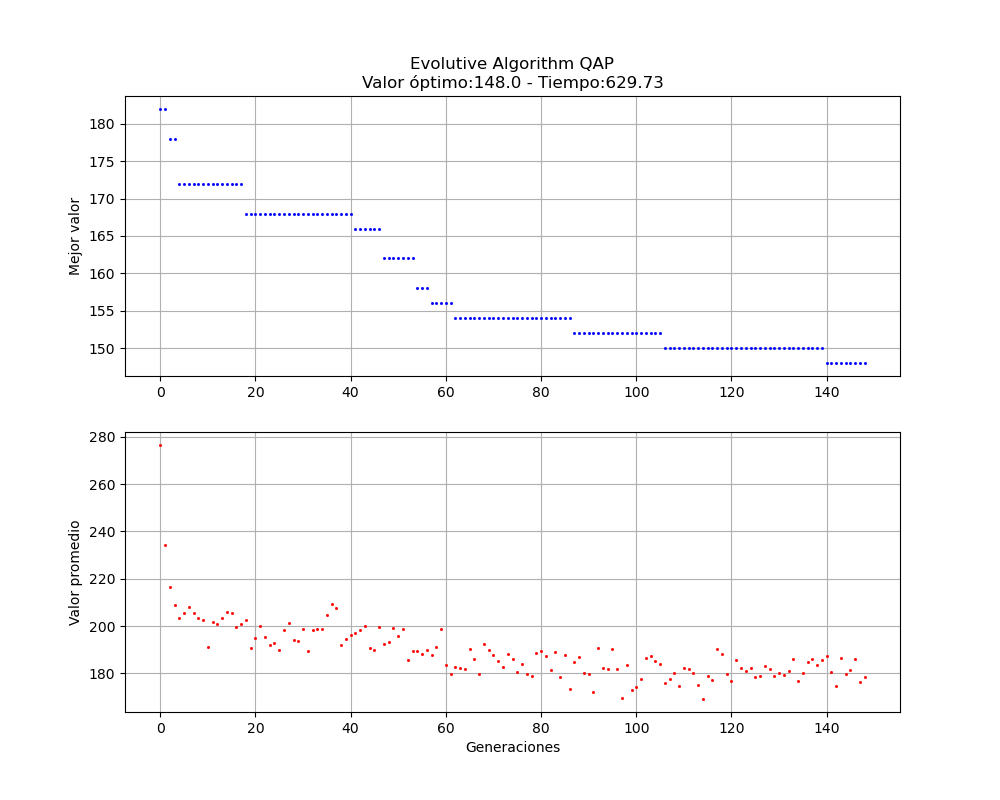 Evolutive Algorithm QAP
Valor óptimo:148.0 - Tiempo:629.73
Mejor valor
180
175
170
165
160
155
150
0 20 40 60 80 100 120 140
Valor promedio
280
260
240
220
200
180
0 20 40 60 80 100 120 140
Generaciones